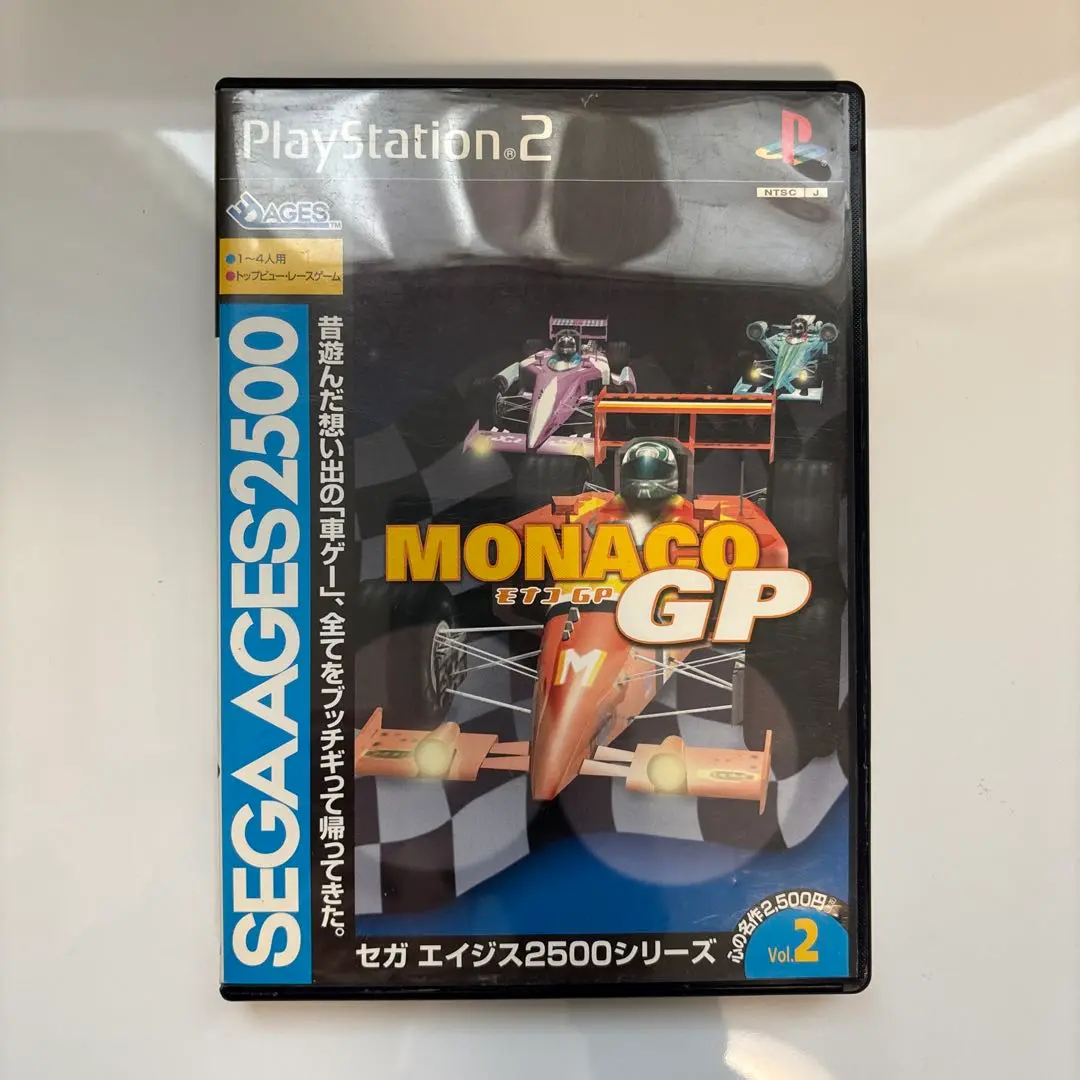 PlayStation®2
NTSC J
AGES™
1〜4人用
トップビュー・レースゲーム
SEGA AGES 2500
昔遊んだ想い出の「車ゲー」、全てをブッチギって帰ってきた。
MONACO
モナコ GP
GP
M
セガ エイジス2500シリーズ
心の名作2,500円
Vol.2